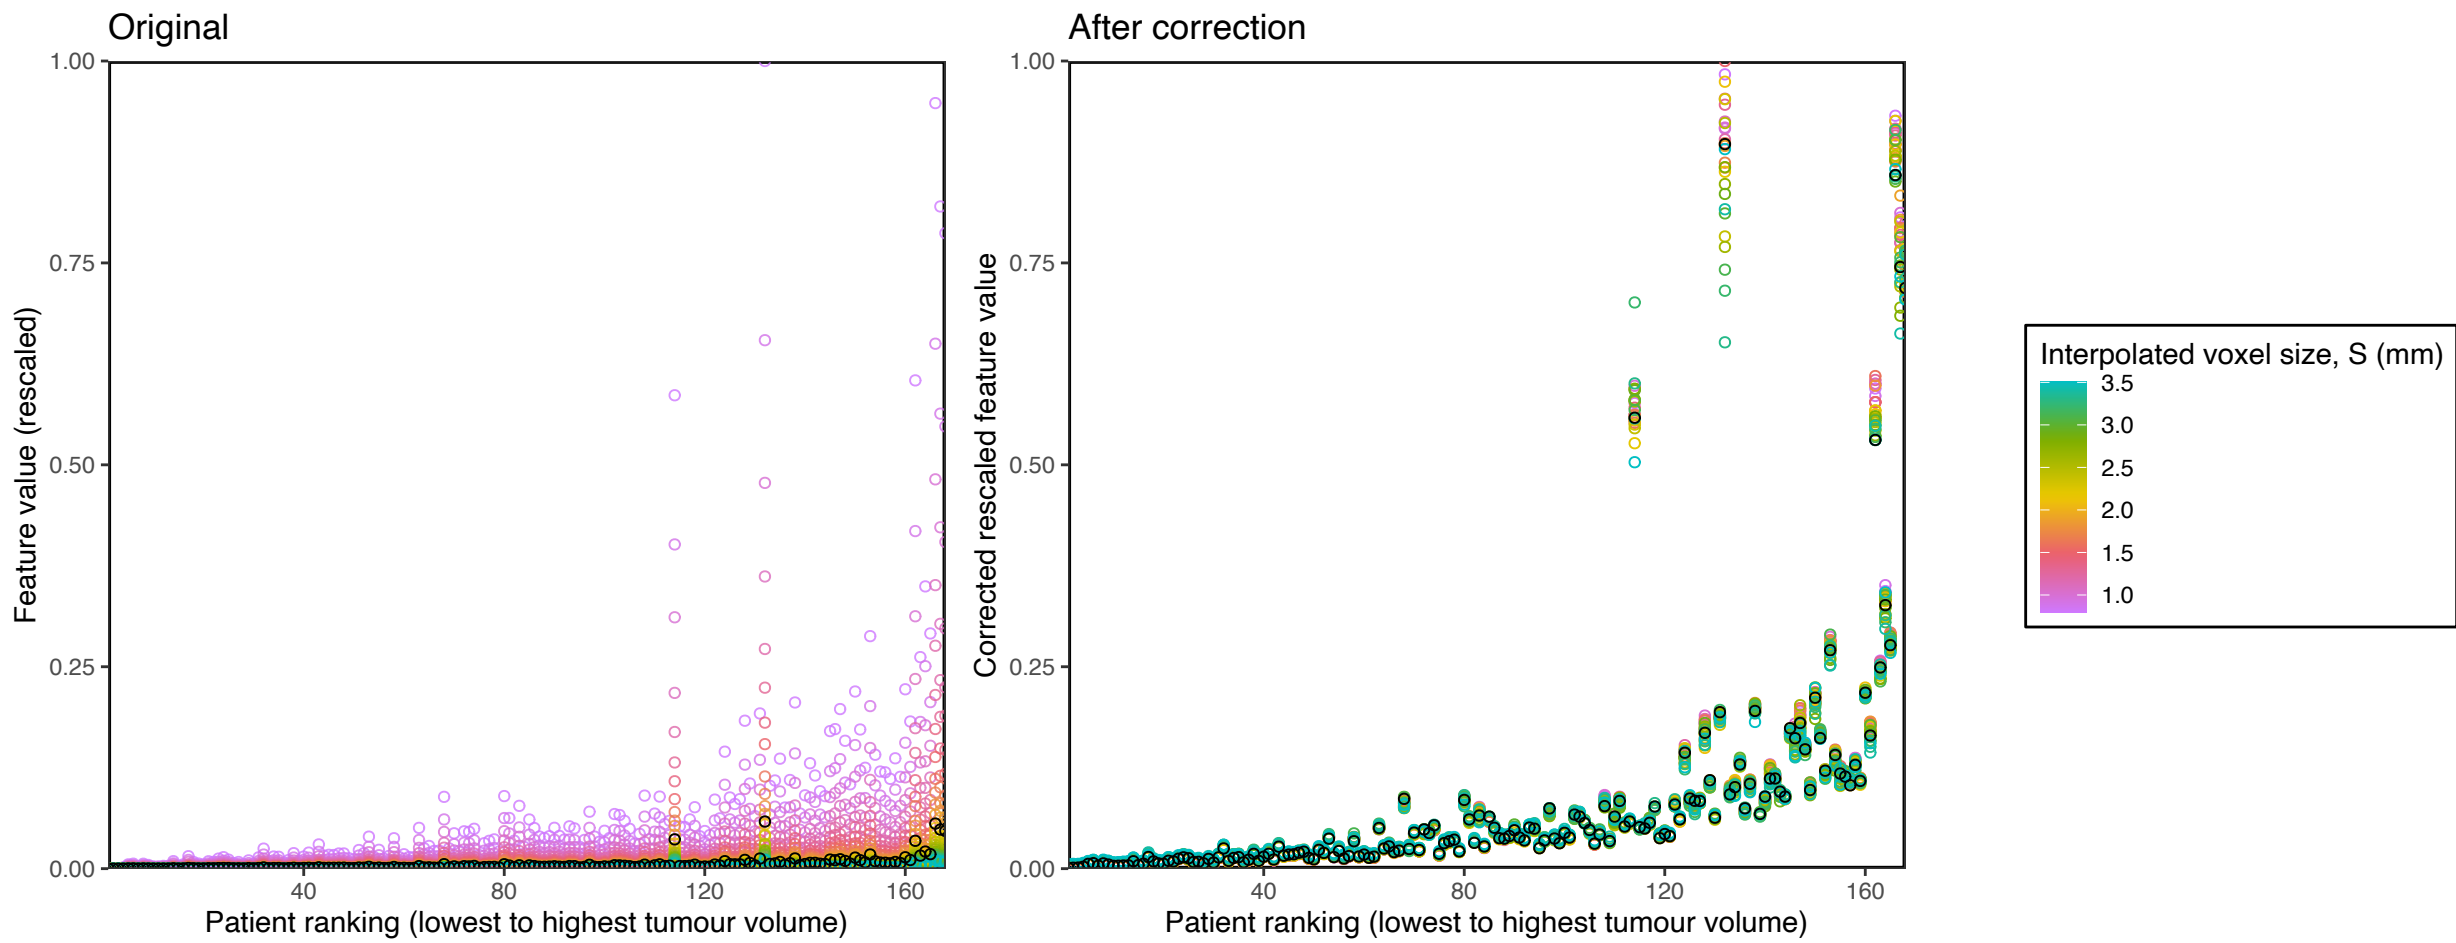 Original
1.00
0.75
0.50
0.25
0.00
Feature value (rescaled)
40 80 120 160
Patient ranking (lowest to highest tumour volume)
After correction
1.00
0.75
0.50
0.25
0.00
Corrected rescaled feature value
40 80 120 160
Patient ranking (lowest to highest tumour volume)
Interpolated voxel size, S (mm)
3.5
3.0
2.5
2.0
1.5
1.0